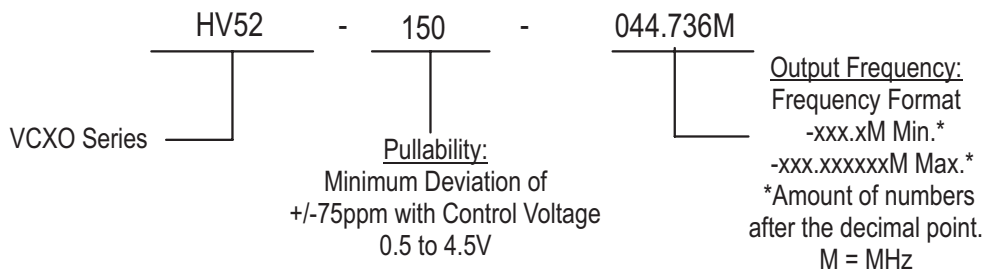 HV52 - 150 - 044.736M
VCXO Series
Pullability:
Minimum Deviation of
+/-75ppm with Control Voltage
0.5 to 4.5V
Output Frequency:
Frequency Format
-xxx.xM Min.*
-xxx.xxxxxxM Max.*
*Amount of numbers
after the decimal point.
M = MHz